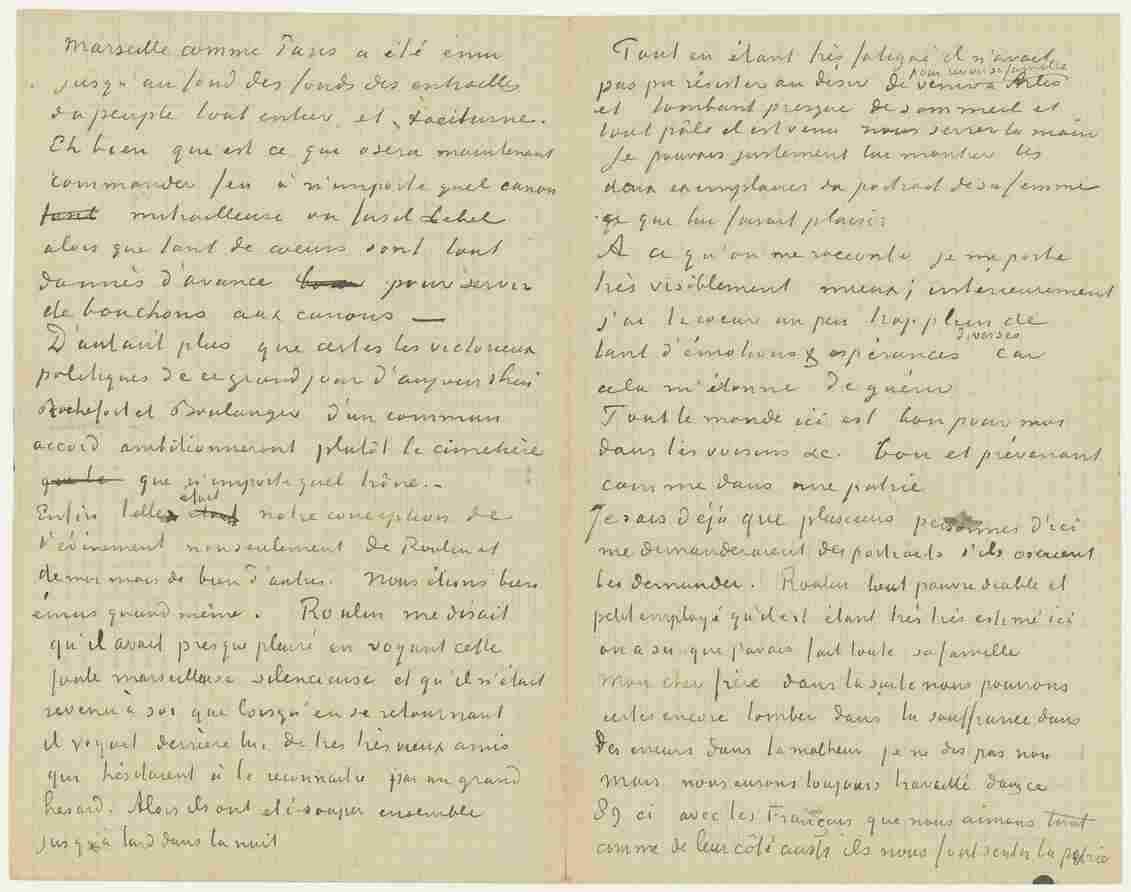 Marseille comme Paris a été ému
jusqu'au fond des fonds des entrailles
du peuple tout entier et taciturne.
Eh bien qu'est ce que osera maintenant
commander feu à n'importe quel canon
fusil mitrailleuse ou fusil Lebel
alors que tant de coeurs sont tout
donnés d'avance pour servir
de bouchons aux canons —
D'autant plus que certes les victorieux
politiques de ce grand jour d'aujourd'hui
Rochefort et Boulanger d'un commun
accord ambitionneront plutôt le cimetière
que le que n'importe quel trône. -
Enfin telle était notre conception de
l'évènement non seulement de Roulin et
de moi mais de bien d'autres. Nous étions bien
émus quand même. Roulin me disait
qu'il avait presque pleuré en voyant cette
foule marseillaise silencieuse et qu'il n'était
revenu à soi que lorsqu'en se retournant
il voyait derrière lui de très très vieux amis
qui hésitaient à le reconnaître par un grand
hasard. Alors ils ont été souper ensemble
jusqu'à tard dans la nuit
Tout en étant très fatigué il n'avait
pas pu résister au desir de venir à Arles
pour revoir sa famille
et tombant presque de sommeil et
tout pâle il est venu nous serrer la main
Je pouvais justement lui montrer les
deux exemplaires du portrait de sa femme
ce que lui faisait plaisir
A ce qu'on me raconte je me porte
très visiblement mieux; intérieurement
j'ai le coeur un peu trop plein de
tant d'émotions & espérances diverses car
cela m'étonne de guérir
Tout le monde ici est bon pour moi
dans les voisins &c. bon et prévenant
comme dans une patrie
Je sais déjà que plusieurs personnes d'ici
me demanderaient des portraits s'ils oseraient
les demander. Roulin tout pauvre diable et
petit employé qu'il est étant très très estimé ici
on a su que j'avais fait toute sa famille
Mon cher frère dans la suite nous pourrons
certes encore tomber dans la souffrance dans
des erreurs dans le malheur je ne dis pas non
mais nous aurons toujours travaillé dans ce
89 ci avec les Français que nous aimons tant
comme de leur côté aussi ils nous font sentir la patrie